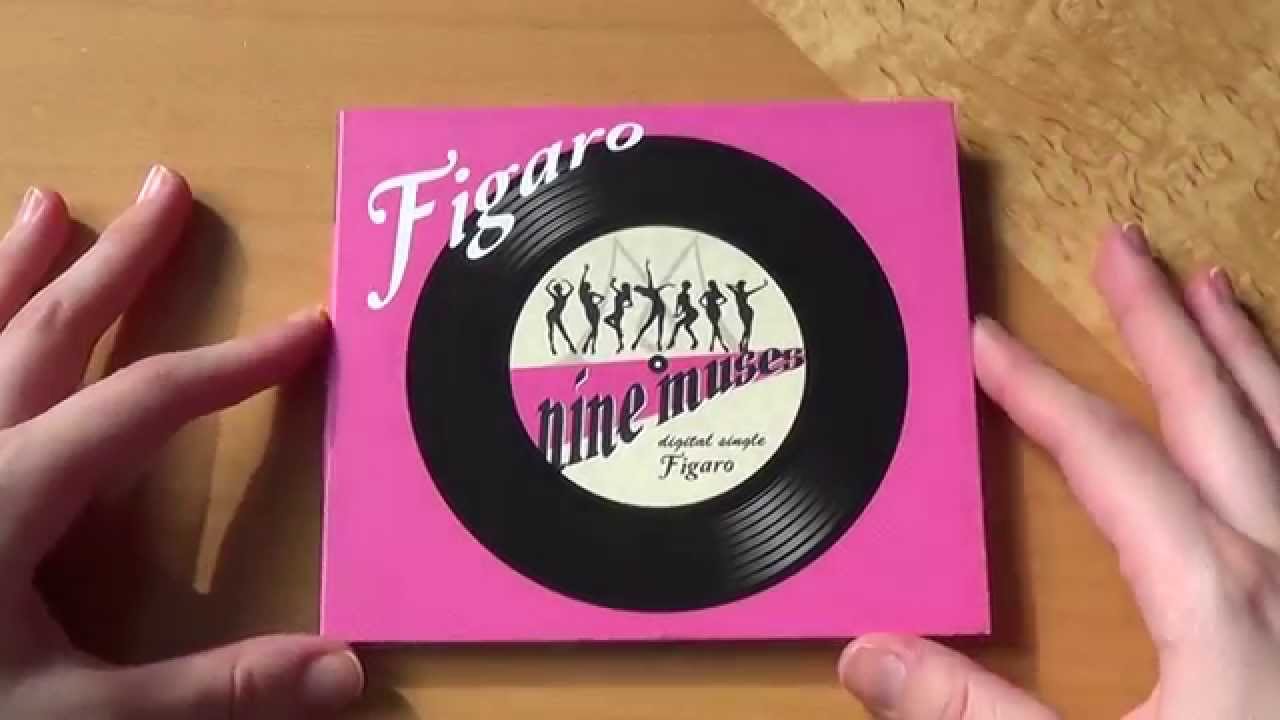 Figaro
nine muses
digital single
Figaro